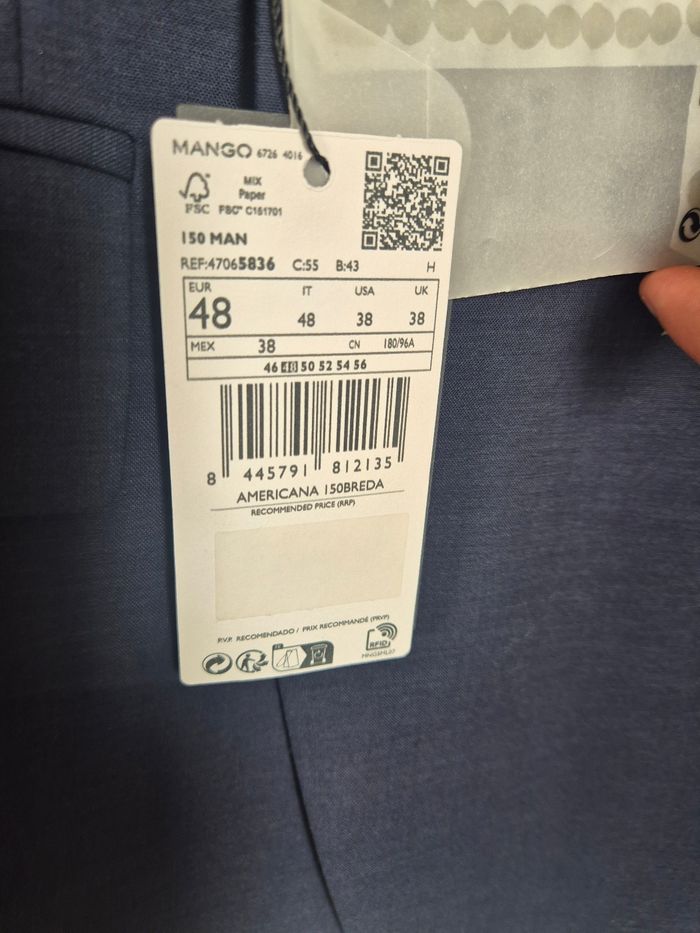 MANGO 6726 4016
MIX
Paper
FSC FSC™ C151701
150 MAN
REF:47065836 C:55 B:43 H
EUR IT USA UK
48 48 38 38
MEX 38 CN 180/96A
46 48 50 52 54 56
8 445791 812135
AMERICANA 150BREDA
RECOMMENDED PRICE (RRP)
P.V.P. RECOMENDADO / PRIX RECOMMANDÉ (PRVP)
RFID